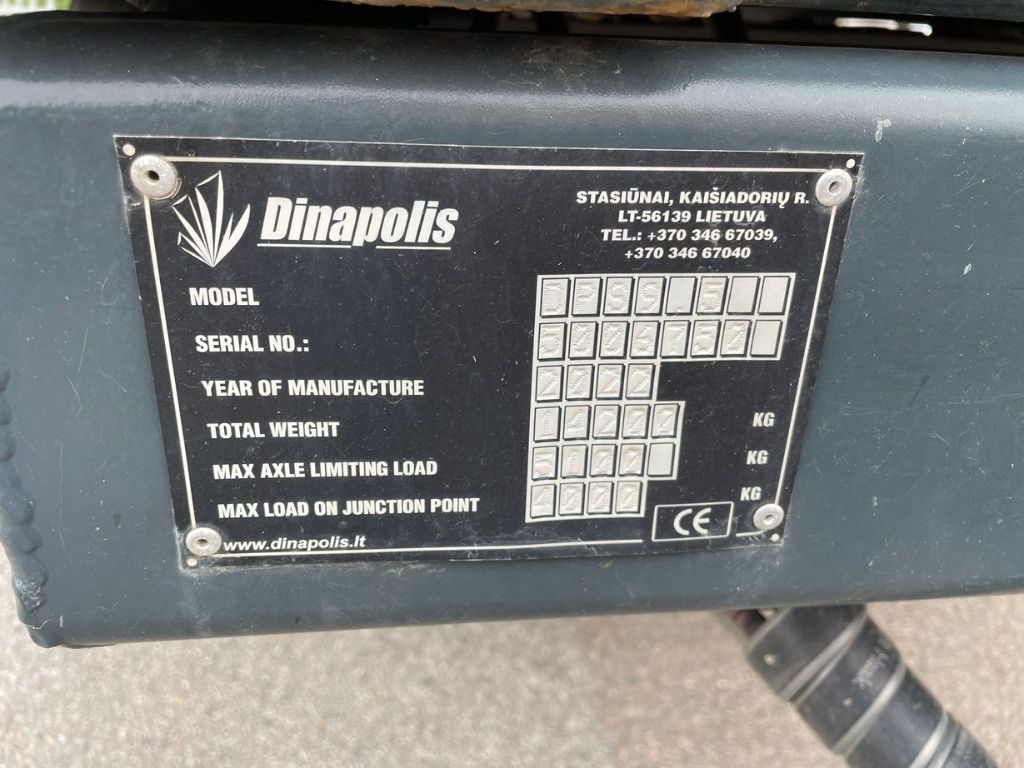 Dinapolis
STASIŪNAI, KAIŠIADORIŲ R.
LT-56139 LIETUVA
TEL.: +370 346 67039,
+370 346 67040
MODEL
SERIAL NO.:
YEAR OF MANUFACTURE
TOTAL WEIGHT KG
MAX AXLE LIMITING LOAD KG
MAX LOAD ON JUNCTION POINT KG
www.dinapolis.lt CE